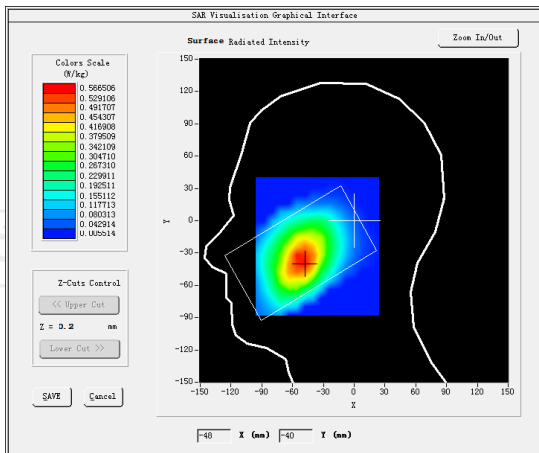 SAR Visualisation Graphical Interface
Surface Radiated Intensity
Zoom In/Out
Colors Scale
(W/kg)
0.566506
0.529106
0.491707
0.454307
0.416908
0.379509
0.342109
0.304710
0.267310
0.229911
0.192511
0.155112
0.117713
0.080313
0.042914
0.005514
Z-Cuts Control
<< Upper Cut
Z = 0.2 mm
Lower Cut >>
SAVE Cancel
150
120
90
60
30
0
-30
-60
-90
-120
-150
Y
-150 -120 -90 -60 -30 0 30 60 90 120 150
X
-48 X (mm) -40 Y (mm)